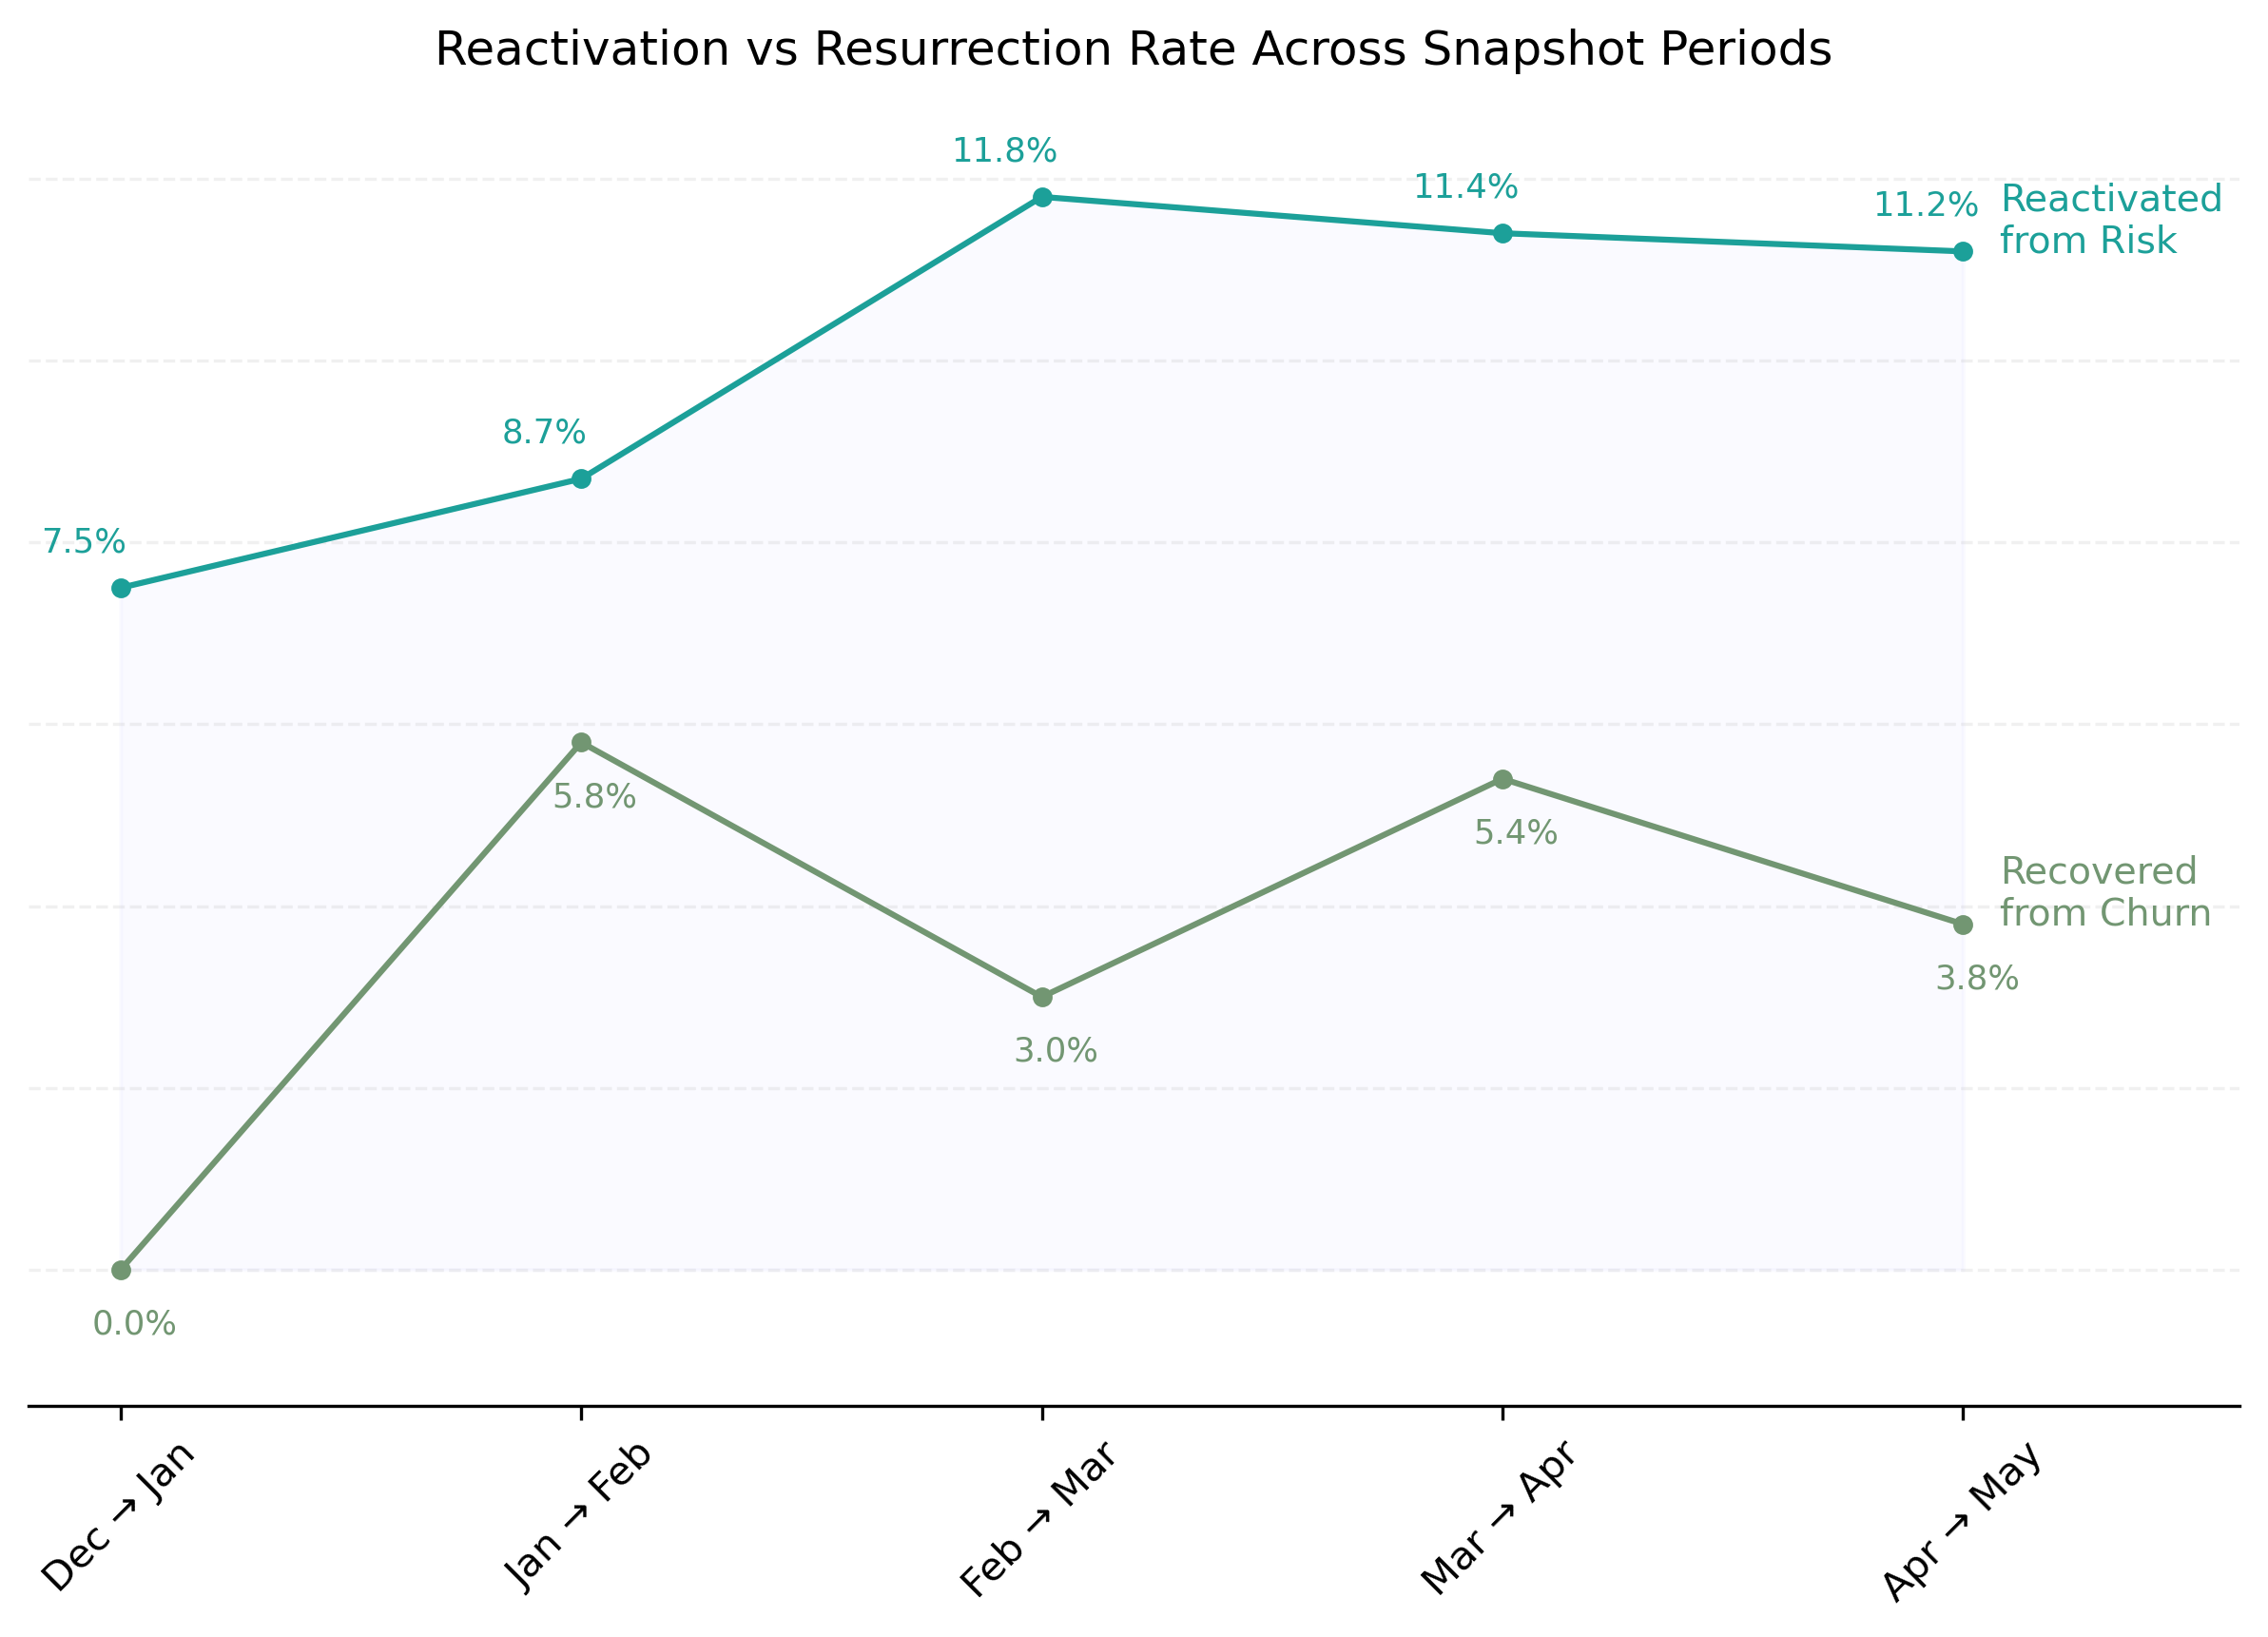 Reactivation vs Resurrection Rate Across Snapshot Periods
11.8%
11.4%
11.2%
Reactivated
from Risk
8.7%
7.5%
5.8%
5.4%
Recovered
from Churn
3.8%
3.0%
0.0%
Dec → Jan
Jan → Feb
Feb → Mar
Mar → Apr
Apr → May